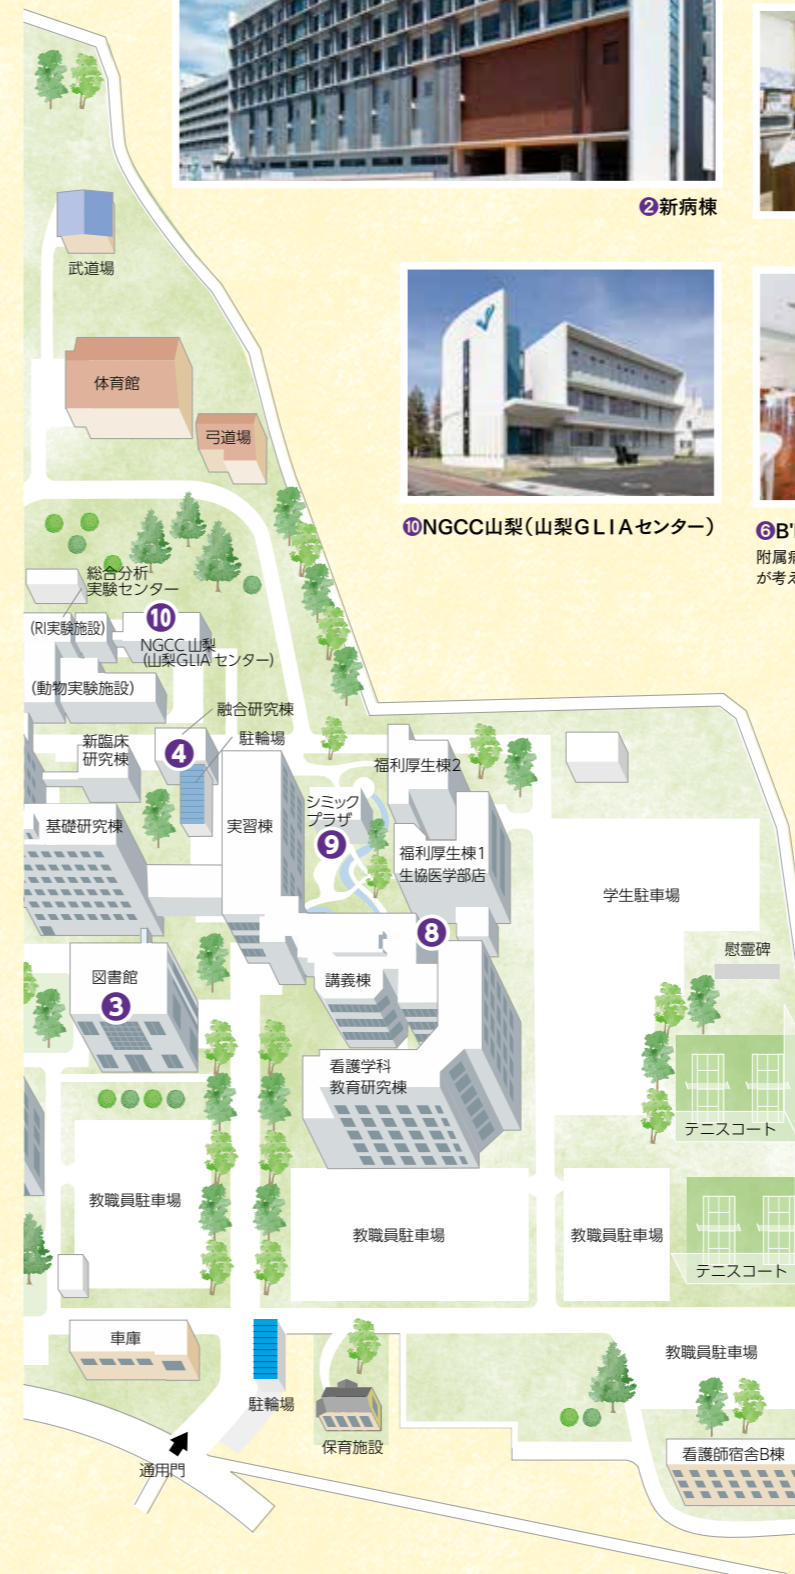 ❷新病棟
❿NGCC山梨(山梨GLIAセンター)
❻B'
附属病
が考え
武道場
体育館
弓道場
総合分析
実験センター
(RI実験施設)
10
NGCC 山梨
(山梨GLIA センター)
(動物実験施設)
融合研究棟
4
駐輪場
新臨床
研究棟
基礎研究棟
実習棟
シミック
プラザ
9
福利厚生棟2
福利厚生棟1
生協医学部店
8
学生駐車場
慰霊碑
図書館
3
講義棟
看護学科
教育研究棟
テニスコート
教職員駐車場
教職員駐車場
教職員駐車場
テニスコート
車庫
駐輪場
保育施設
教職員駐車場
通用門
看護師宿舎B棟